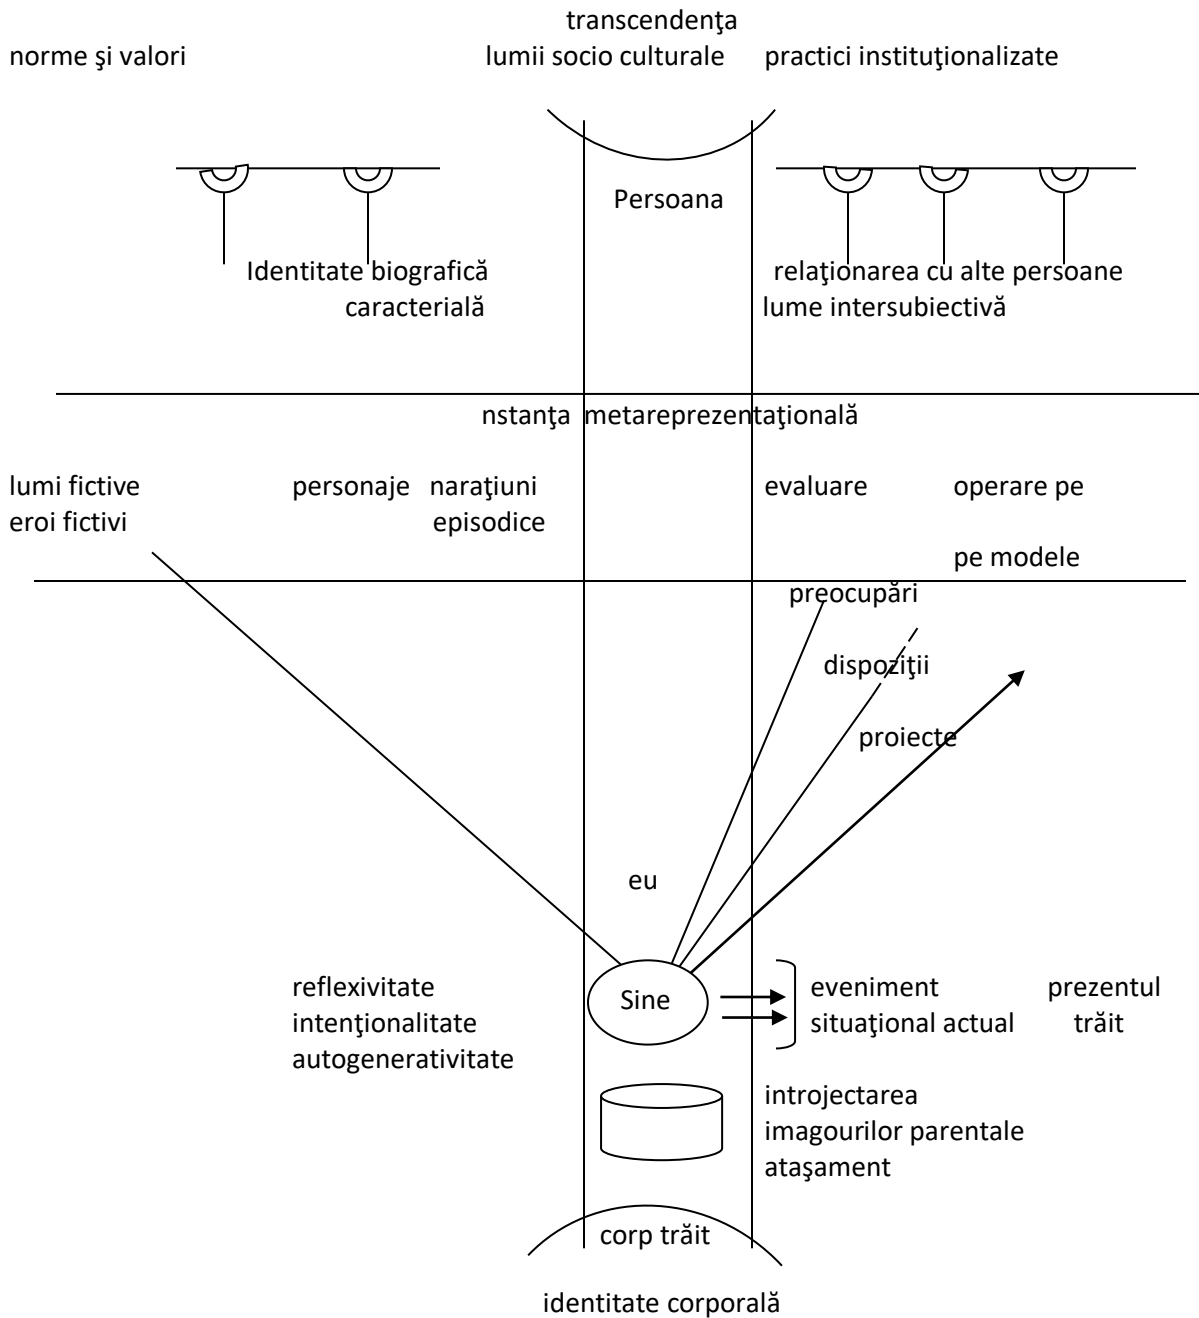 transcendenţa
norme şi valori lumii socio culturale practici instituţionalizate
Persoana
Identitate biografică relaţionarea cu alte persoane
caracterială lume intersubiectivă
nstanţa metareprezentaţională
lumi fictive personaje naraţiuni evaluare operare pe
eroi fictivi episodice
pe modele
preocupări
dispoziţii
proiecte
eu
reflexivitate Sine eveniment prezentul
intenţionalitate situaţional actual trăit
autogenerativitate
introjectarea
imagourilor parentale
ataşament
corp trăit
identitate corporală